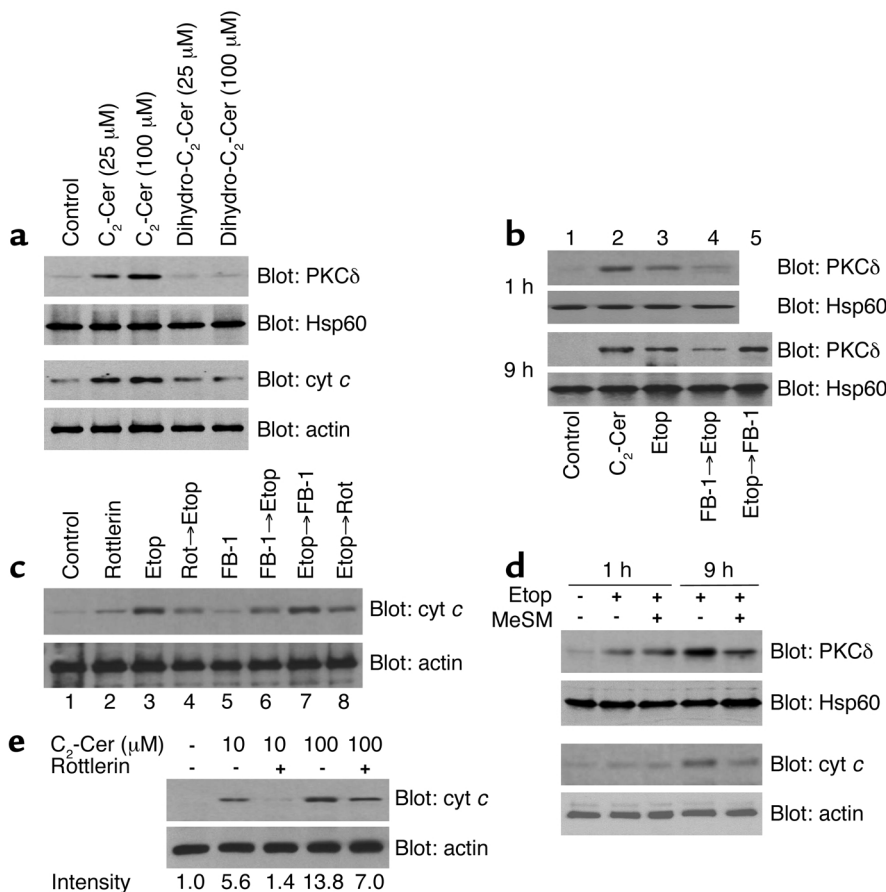 a
Control
C2-Cer (25 μM)
C2-Cer (100 μM)
Dihydro-C2-Cer (25 μM)
Dihydro-C2-Cer (100 μM)
Blot: PKCδ
Blot: Hsp60
Blot: cyt c
Blot: actin
b
1 2 3 4 5
1 h
Blot: PKCδ
Blot: Hsp60
9 h
Blot: PKCδ
Blot: Hsp60
Control
C2-Cer
Etop
FB-1→Etop
Etop→FB-1
c
Control
Rottlerin
Etop
Rot→Etop
FB-1
FB-1→Etop
Etop→FB-1
Etop→Rot
Blot: cyt c
Blot: actin
1 2 3 4 5 6 7 8
d
1 h 9 h
Etop - + + + +
MeSM - - + - +
Blot: PKCδ
Blot: Hsp60
Blot: cyt c
Blot: actin
e
C2-Cer (μM) - 10 10 100 100
Rottlerin - - + - +
Blot: cyt c
Blot: actin
Intensity 1.0 5.6 1.4 13.8 7.0